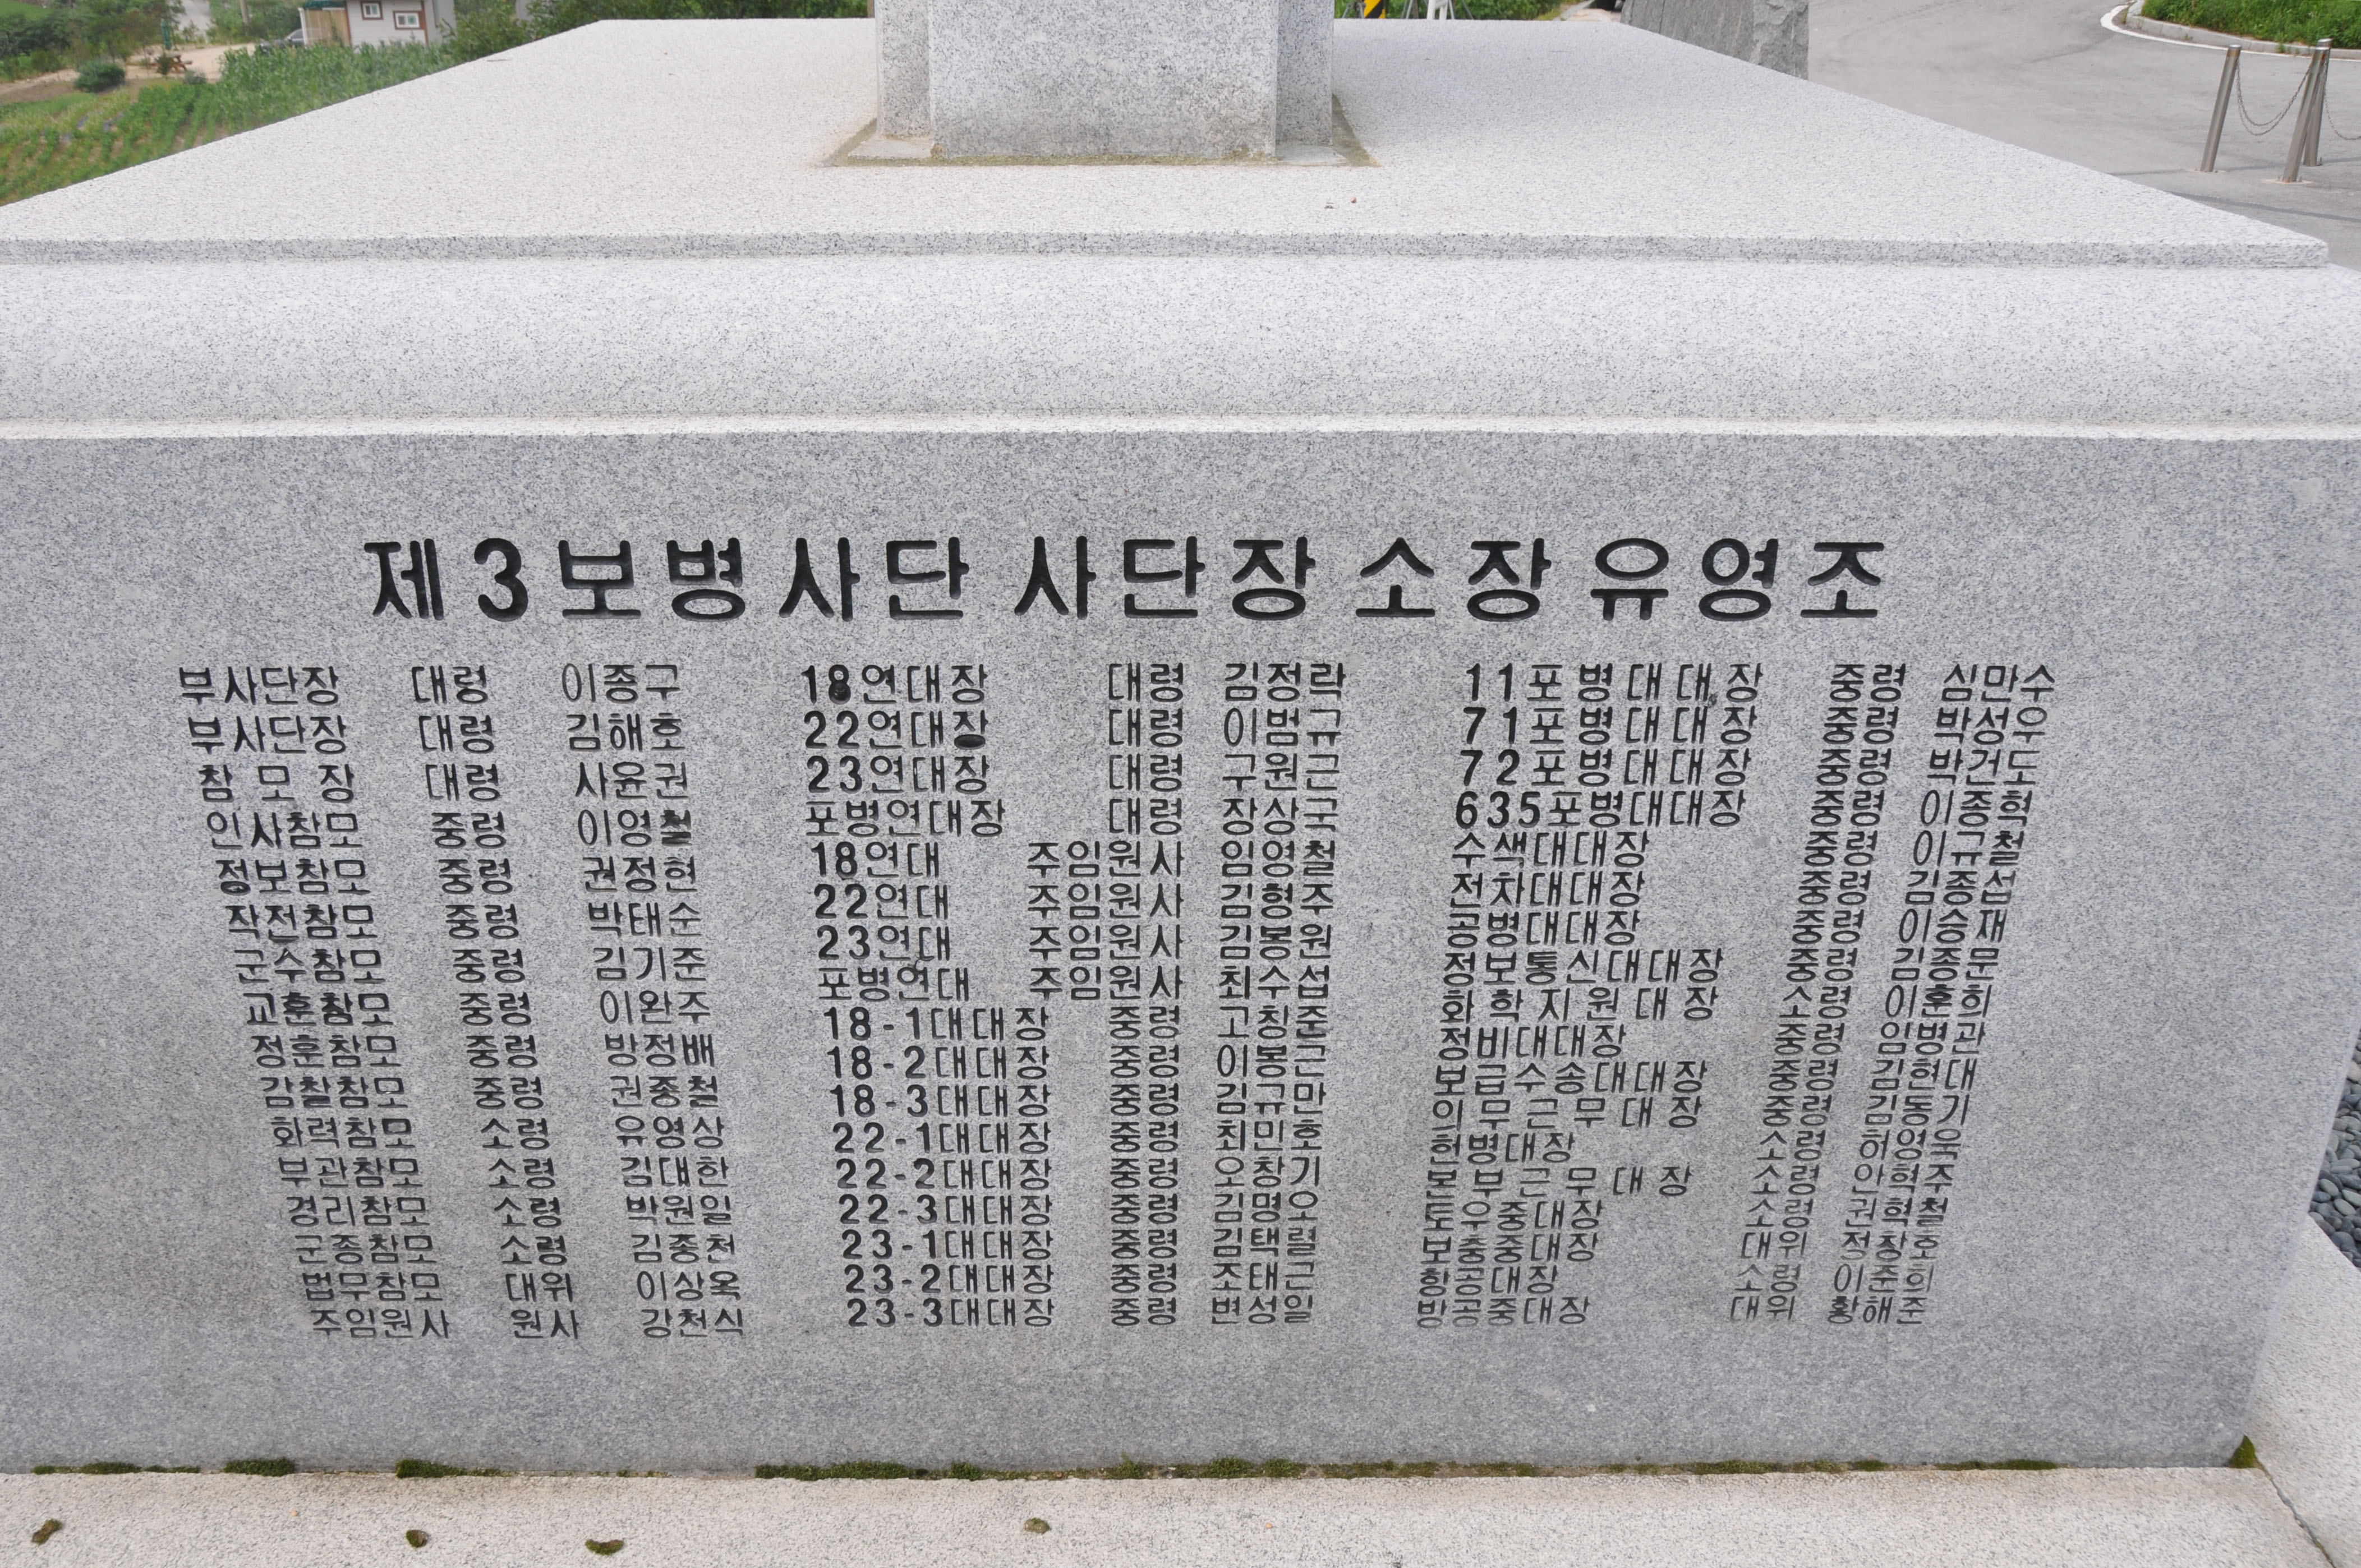 제3보병사단 사단장 소장 유영조
부사단장 대령 이종구
부사단장 대령 김해호
참모장 대령 사윤권
인사참모 중령 이영철
정보참모 중령 권정현
작전참모 중령 박태순
군수참모 중령 김기준
교훈참모 중령 이완주
정훈참모 중령 방정배
감찰참모 중령 권종철
화력참모 소령 유영상
부관참모 소령 김대한
경리참모 소령 박원일
군종참모 소령 김종천
법무참모 대위 이상욱
주임원사 원사 강천식
18연대장 대령 김정락
22연대장 대령 이범규
23연대장 대령 구원근
포병연대장 대령 장상국
18연대 주임원사 임영철
22연대 주임원사 김형주
23연대 주임원사 김봉원
포병연대 주임원사 최수섭
18-1대대장 중령 고칭준
18-2대대장 중령 이봉근
18-3대대장 중령 김규만
22-1대대장 중령 최민호
22-2대대장 중령 오창기
22-3대대장 중령 김명오
23-1대대장 중령 김택렬
23-2대대장 중령 조태근
23-3대대장 중령 변성일
11포병대대장 중령 심만수
71포병대대장 중령 박성우
72포병대대장 중령 박건도
635포병대대장 중령 이종혁
수색대대장 중령 이규철
전차대대장 중령 김종섭
공병대대장 중령 이승재
정보통신대대장 중령 김종문
화학지원대장 소령 이훈희
정비대대장 중령 임병관
보급수송대대장 중령 김현대
의무근무대장 중령 김동기
헌병대장 소령 허영욱
본부근무대장 소령 안혁주
토우중대장 소령 권혁철
보충중대장 대위 정창호
항공대장 소령 이준희
방공중대장 대위 황해준